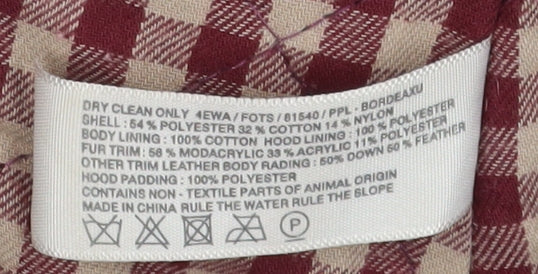 DRY CLEAN ONLY 4EWA / FOTS / 81540 / PPL - BORDEAXU
SHELL : 54 % POLYESTER 32 % COTTON 14 % NYLON
BODY LINING : 100% COTTON HOOD LINING : 100 % POLYESTER
FUR TRIM : 56 % MODACRYLIC 33 % ACRYLIC 11% POLYESTER
OTHER TRIM LEATHER BODY RADING : 50% DOWN 50 % FEATHER
HOOD PADDING : 100% POLYESTER
CONTAINS NON - TEXTILE PARTS OF ANIMAL ORIGIN
MADE IN CHINA RULE THE WATER RULE THE SLOPE
P